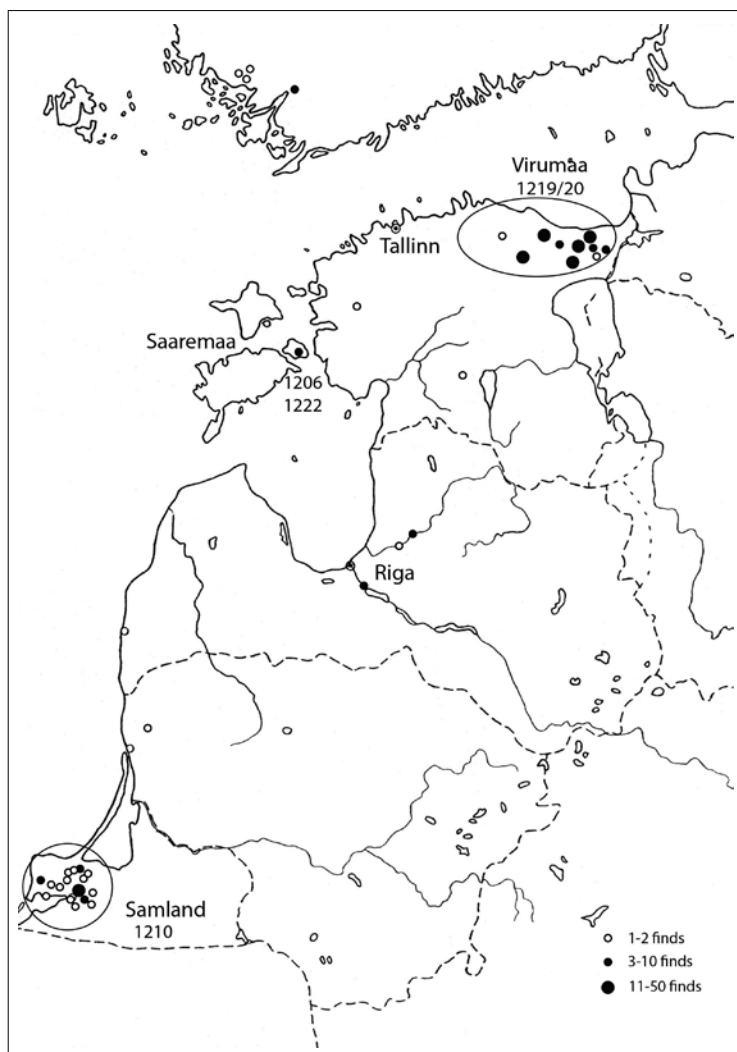 Virumaa
1219/20
Tallinn
Saaremaa
1206
1222
Riga
Samland
1210
1-2 finds
3-10 finds
11-50 finds